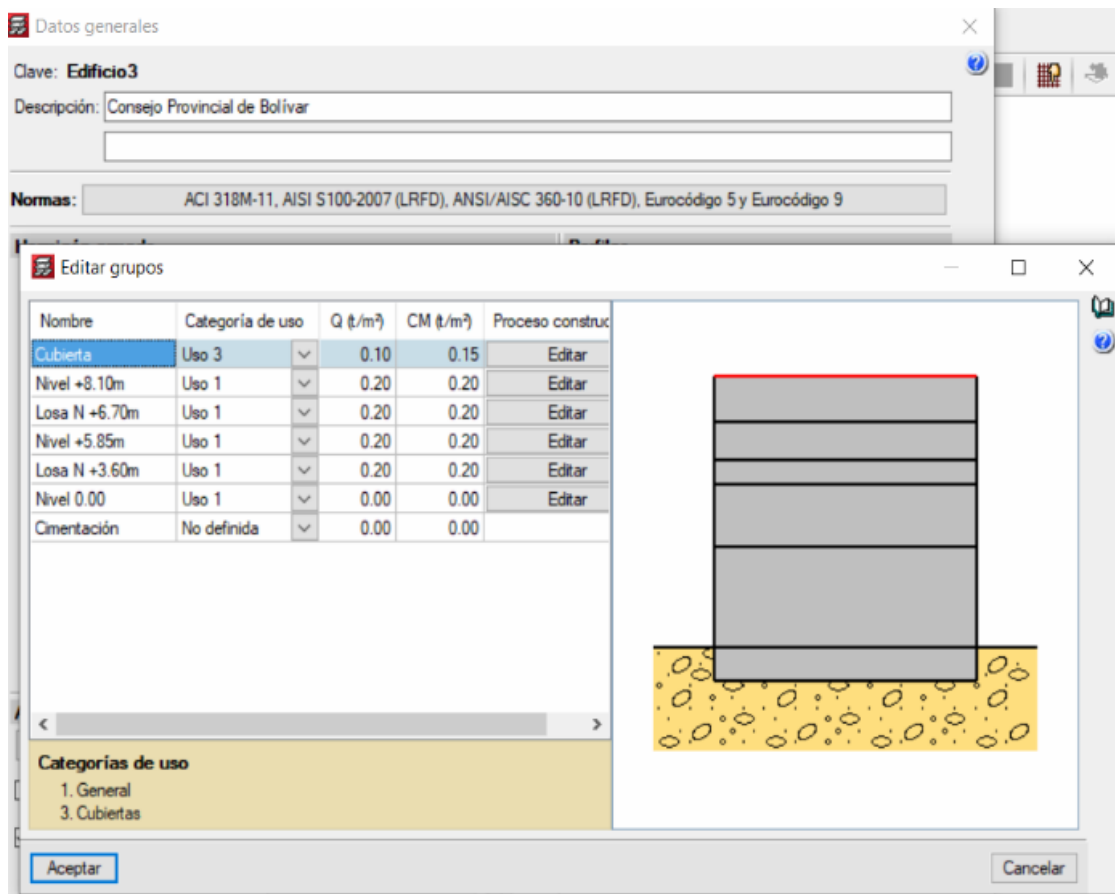 Datos generales
Clave: Edificio3
Descripción: Consejo Provincial de Bolívar
Normas: ACI 318M-11, AISI S100-2007 (LRFD), ANSI/AISC 360-10 (LRFD), Eurocódigo 5 y Eurocódigo 9
Editar grupos
Nombre Categoría de uso Q (t/m²) CM (t/m²) Proceso construc
Cubierta Uso 3 0.10 0.15 Editar
Nivel +8.10m Uso 1 0.20 0.20 Editar
Losa N +6.70m Uso 1 0.20 0.20 Editar
Nivel +5.85m Uso 1 0.20 0.20 Editar
Losa N +3.60m Uso 1 0.20 0.20 Editar
Nivel 0.00 Uso 1 0.00 0.00 Editar
Cimentación No definida 0.00 0.00
Categorías de uso
1. General
3. Cubiertas
Aceptar Cancelar